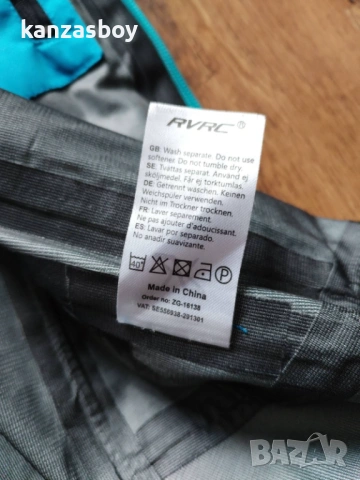 kanzasboy
RVRC®
GB: Wash separate. Do not use
softener. Do not tumble dry.
SE: Tvättas separat. Använd ej
sköljmedel. Får ej torktumlas.
DE: Getrennt waschen. Keinen
Weichspüler verwenden.
Nicht im Trockner trocknen.
FR: Laver séparement.
Ne pas ajouter d'adoucissant.
ES: Lavar por separado.
No anadir suavizante.
40°
P
Made in China
Order no: ZG-18138
VAT: SE556938-291301
BAZAR